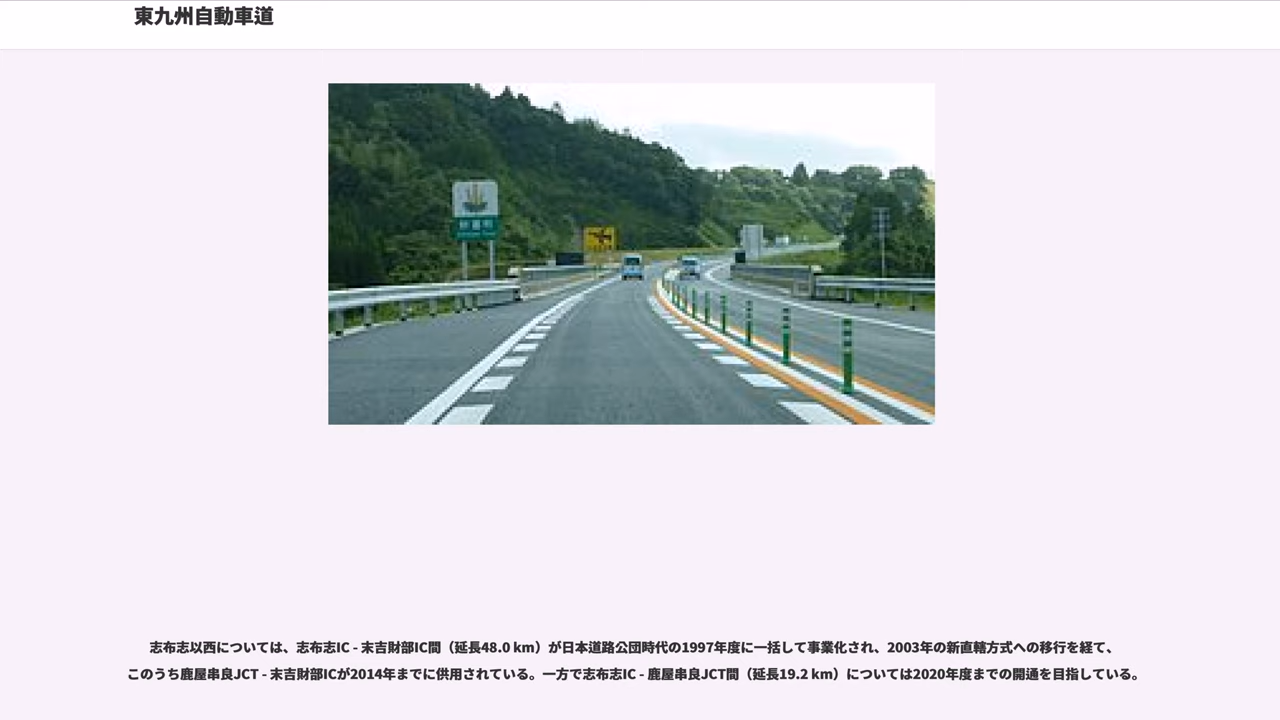 東九州自動車道
志布志以西については、志布志IC - 末吉財部IC間（延長48.0 km）が日本道路公団時代の1997年度に一括して事業化され、2003年の新直轄方式への移行を経て、
このうち鹿屋串良JCT - 末吉財部ICが2014年までに供用されている。一方で志布志IC - 鹿屋串良JCT間（延長19.2 km）については2020年度までの開通を目指している。